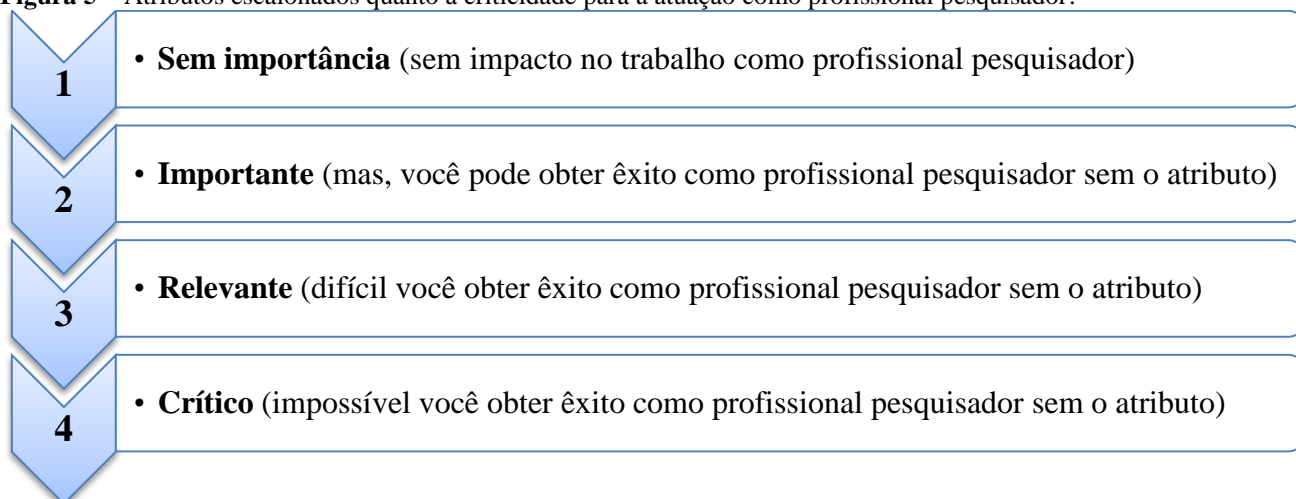 Figura 3 – Atributos escalonados quanto à criticidade para a atuação como profissional pesquisador.
1
• Sem importância (sem impacto no trabalho como profissional pesquisador)
2
• Importante (mas, você pode obter êxito como profissional pesquisador sem o atributo)
3
• Relevante (difícil você obter êxito como profissional pesquisador sem o atributo)
4
• Crítico (impossível você obter êxito como profissional pesquisador sem o atributo)